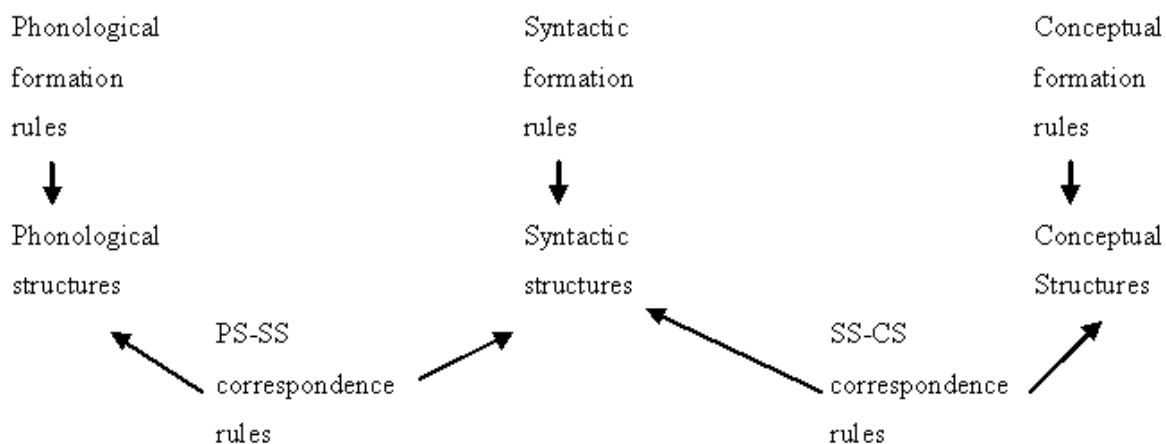 Phonological
formation
rules
Syntactic
formation
rules
Conceptual
formation
rules
Phonological
structures
Syntactic
structures
Conceptual
Structures
PS-SS
correspondence
rules
SS-CS
correspondence
rules